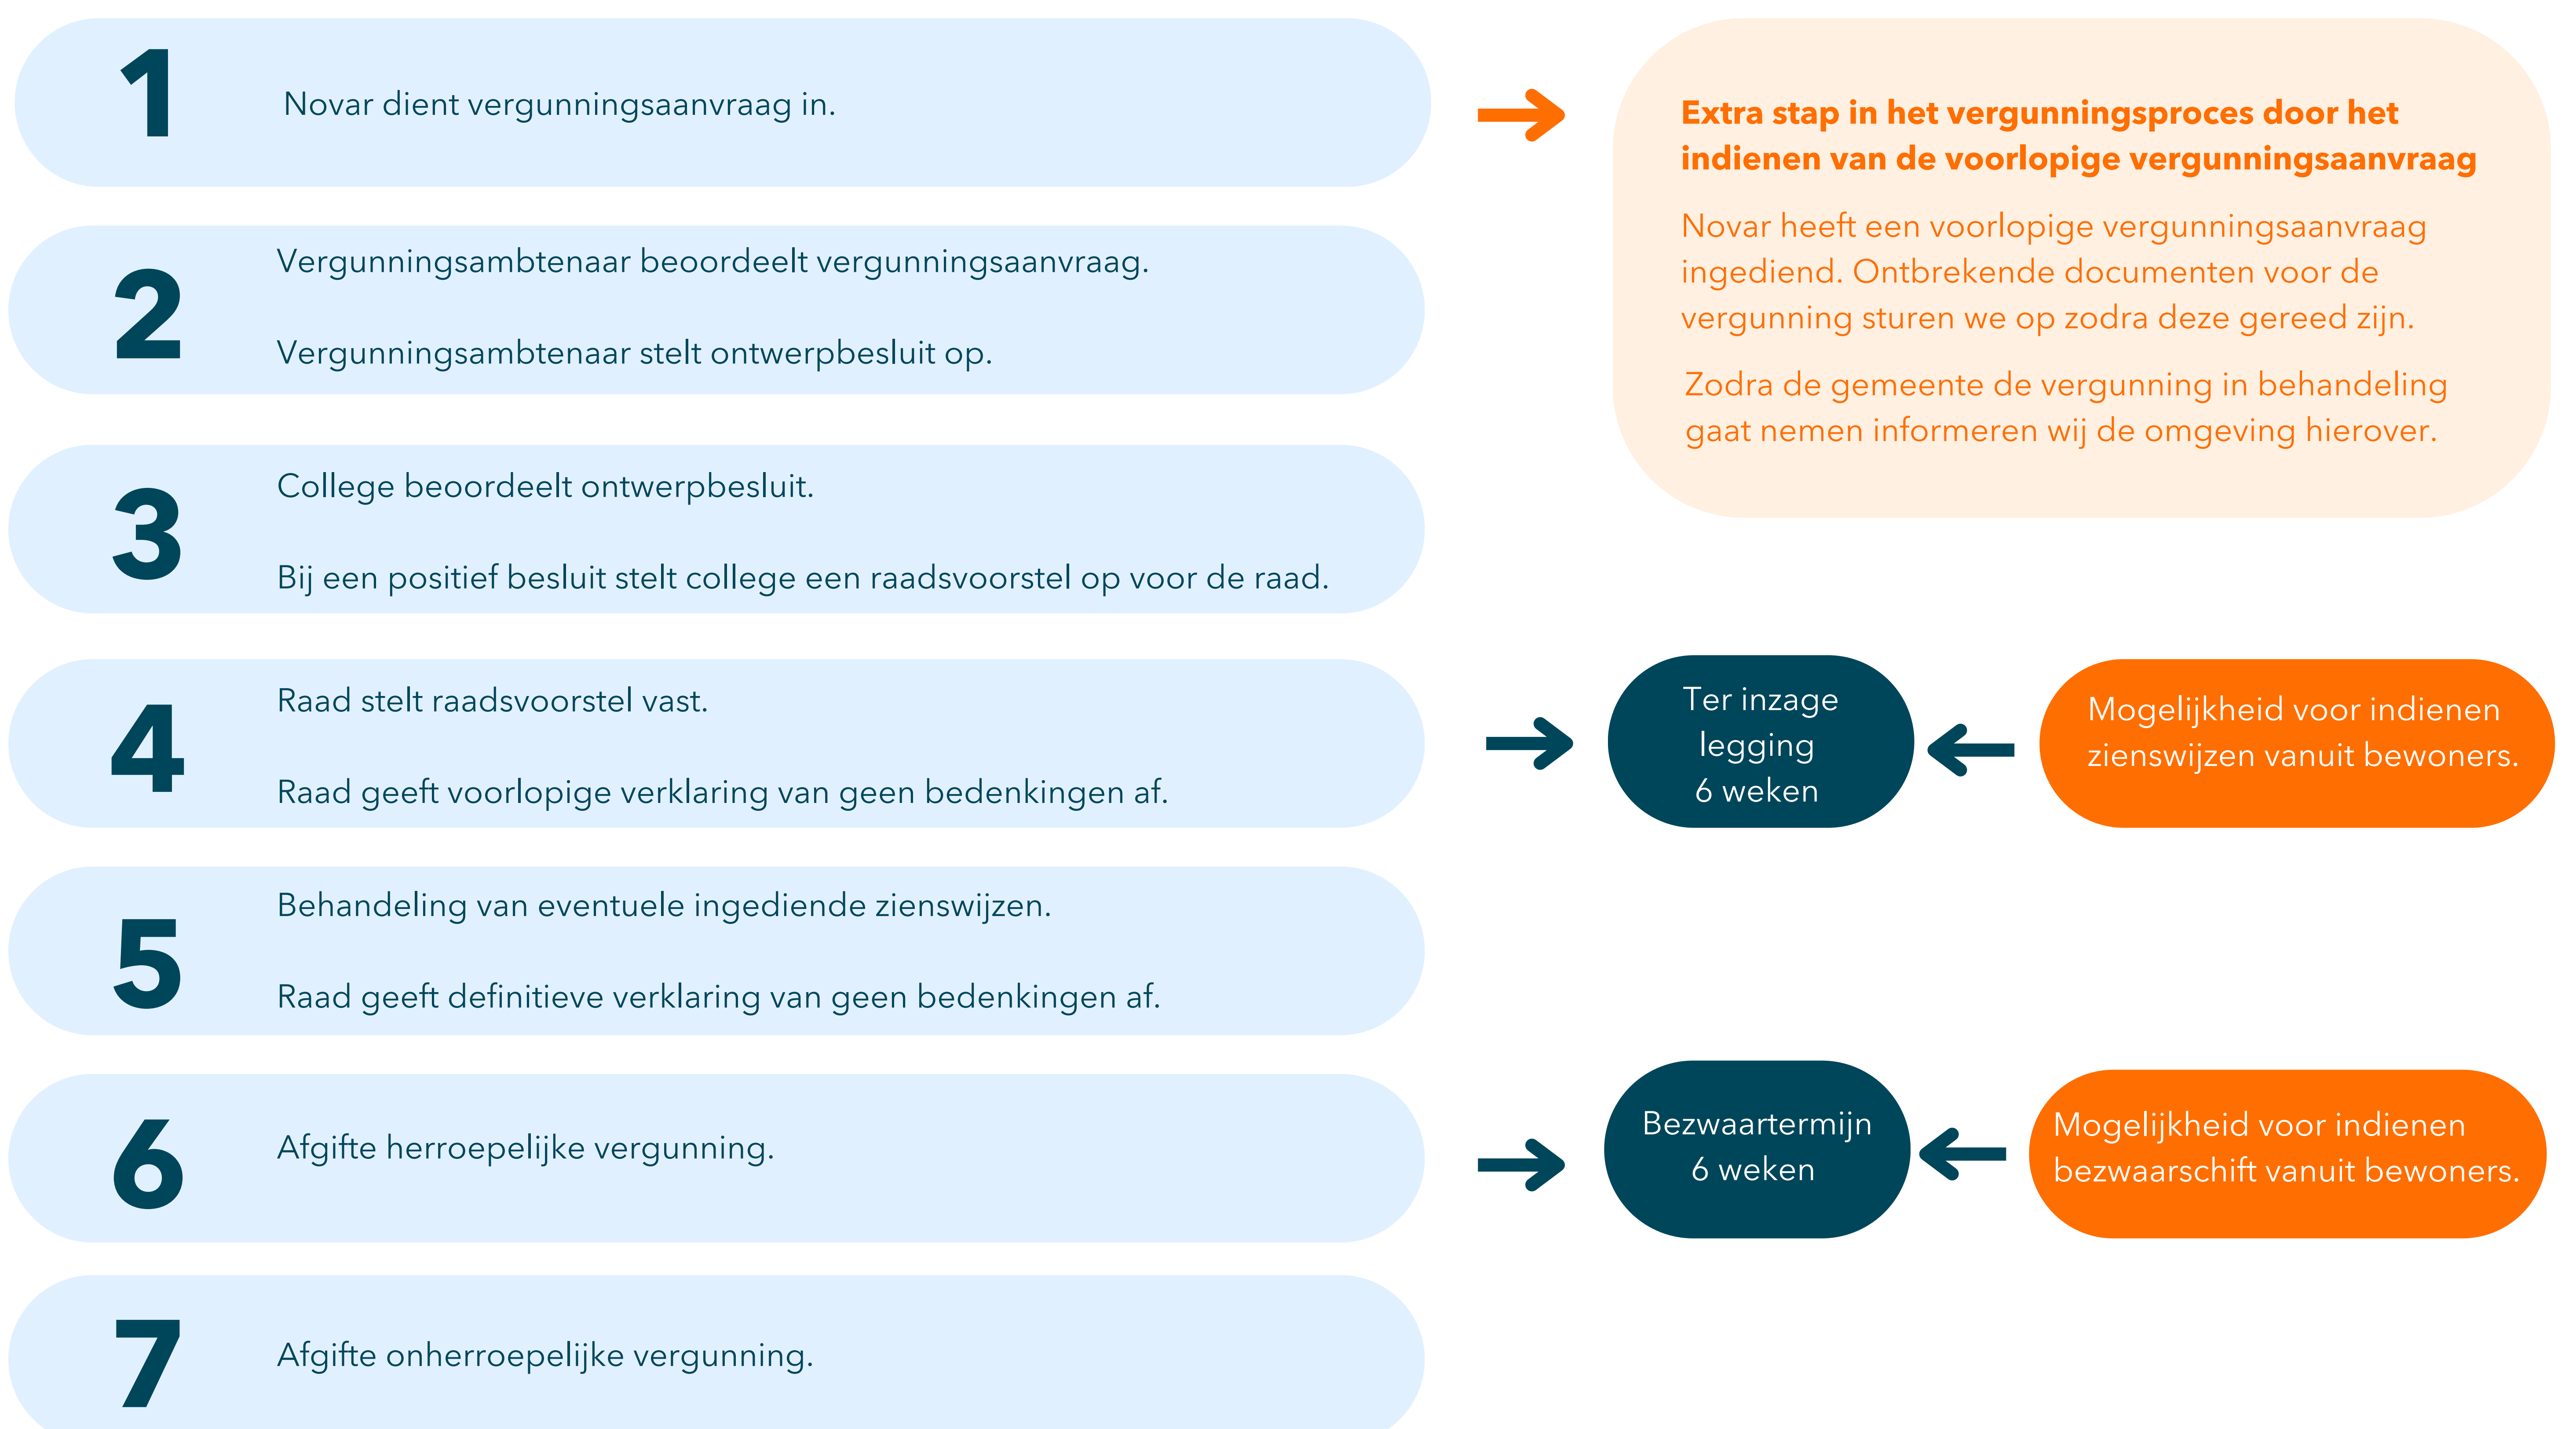 1
Novar dient vergunningsaanvraag in.
Extra stap in het vergunningsproces door het
indienen van de voorlopige vergunningsaanvraag
Novar heeft een voorlopige vergunningsaanvraag
ingediend. Ontbrekende documenten voor de
vergunning sturen we op zodra deze gereed zijn.
Zodra de gemeente de vergunning in behandeling
gaat nemen informeren wij de omgeving hierover.
2
Vergunningsambtenaar beoordeelt vergunningsaanvraag.
Vergunningsambtenaar stelt ontwerpbesluit op.
3
College beoordeelt ontwerpbesluit.
Bij een positief besluit stelt college een raadsvoorstel op voor de raad.
4
Raad stelt raadsvoorstel vast.
Raad geeft voorlopige verklaring van geen bedenkingen af.
Ter inzage
legging
6 weken
Mogelijkheid voor indienen
zienswijzen vanuit bewoners.
5
Behandeling van eventuele ingediende zienswijzen.
Raad geeft definitieve verklaring van geen bedenkingen af.
6
Afgifte herroepelijke vergunning.
Bezwaartermijn
6 weken
Mogelijkheid voor indienen
bezwaarschift vanuit bewoners.
7
Afgifte onherroepelijke vergunning.